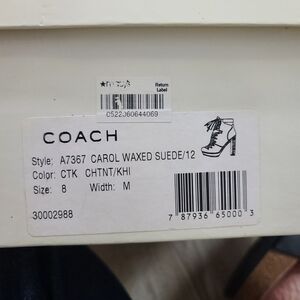 Return
Label
C522060644069
COACH
Style: A7367 CAROL WAXED SUEDE/12
Color: CTK CHTNT/KHI
Size: 8 Width: M
30002988
7 87936 65000 3